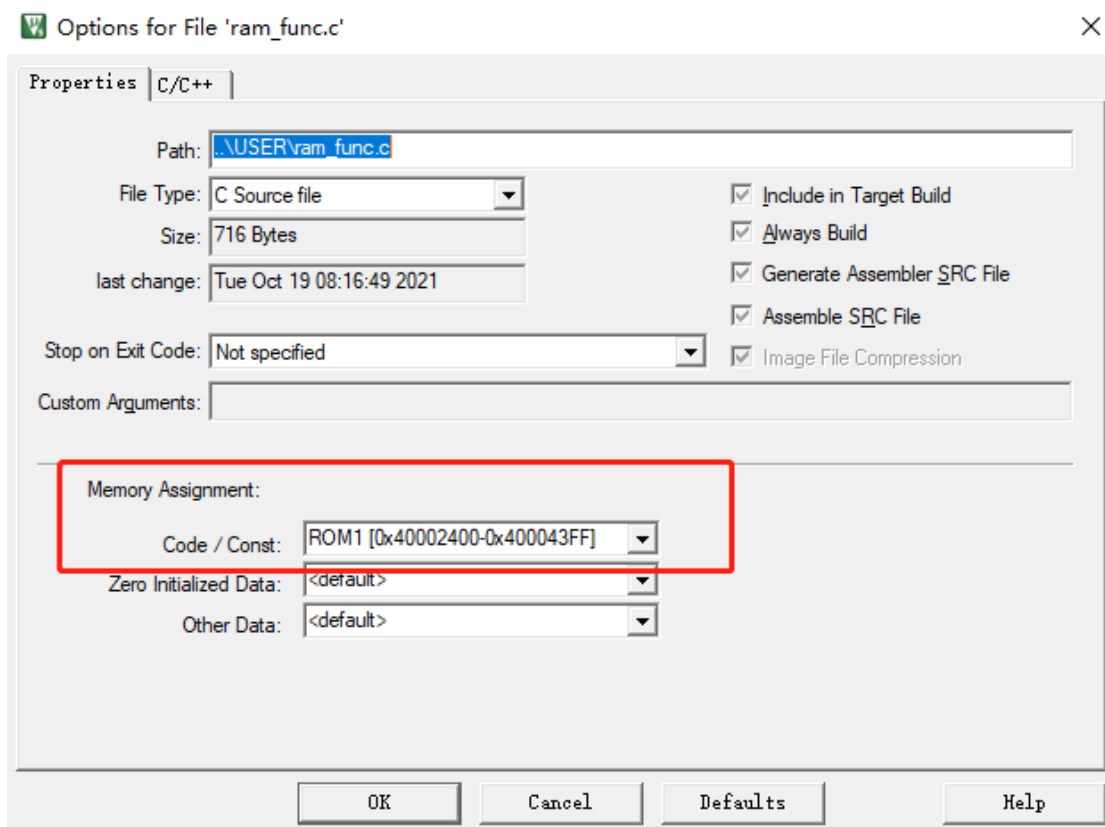 Options for File 'ram_func.c'
Properties C/C++
Path: ..\USER\ram_func.c
File Type: C Source file
Include in Target Build
Size: 716 Bytes
Always Build
last change: Tue Oct 19 08:16:49 2021
Generate Assembler SRC File
Assemble SRC File
Stop on Exit Code: Not specified
Image File Compression
Custom Arguments:
Memory Assignment:
Code / Const: ROM1 [0x40002400-0x400043FF]
Zero Initialized Data: <default>
Other Data: <default>
OK Cancel Defaults Help